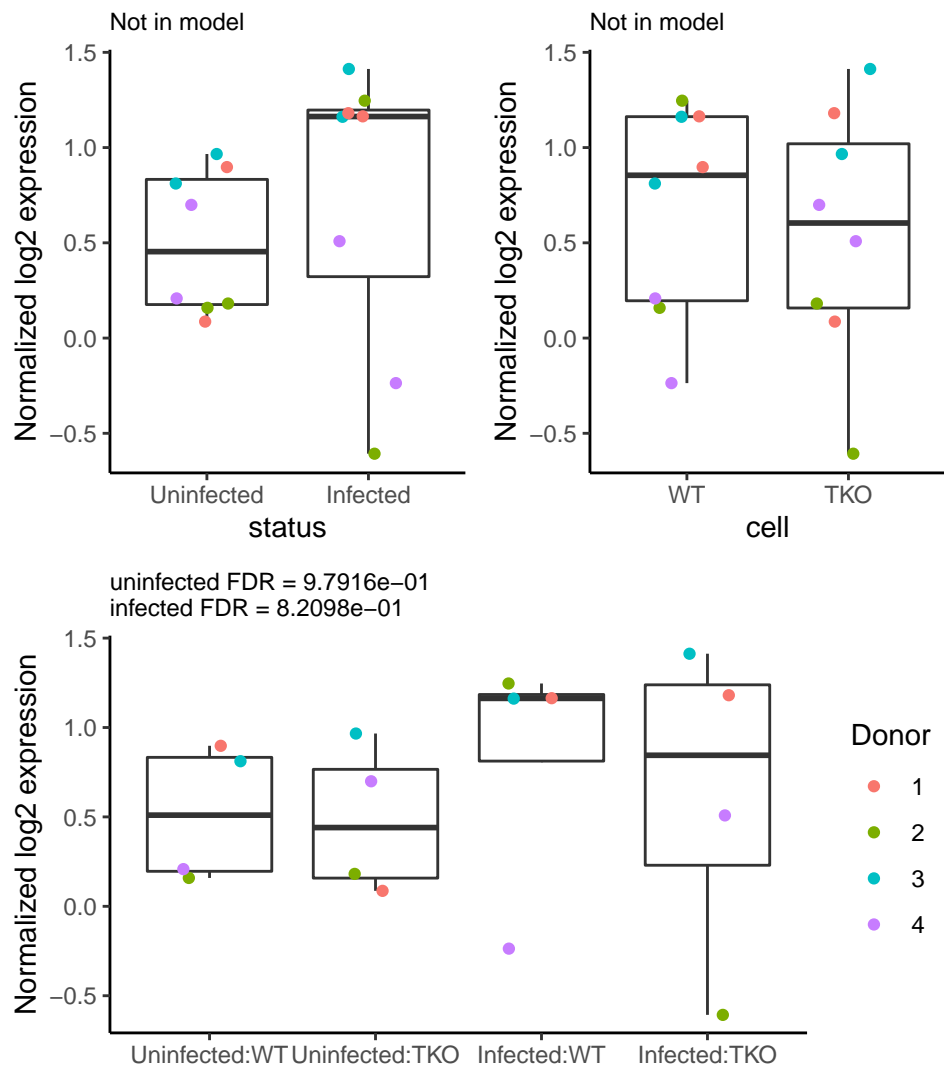 Not in model
Normalized log2 expression
1.5
1.0
0.5
0.0
−0.5
Uninfected Infected
status
Not in model
Normalized log2 expression
1.5
1.0
0.5
0.0
−0.5
WT TKO
cell
uninfected FDR = 9.7916e−01
infected FDR = 8.2098e−01
Normalized log2 expression
1.5
1.0
0.5
0.0
−0.5
Uninfected:WT Uninfected:TKO Infected:WT Infected:TKO
Donor
1
2
3
4